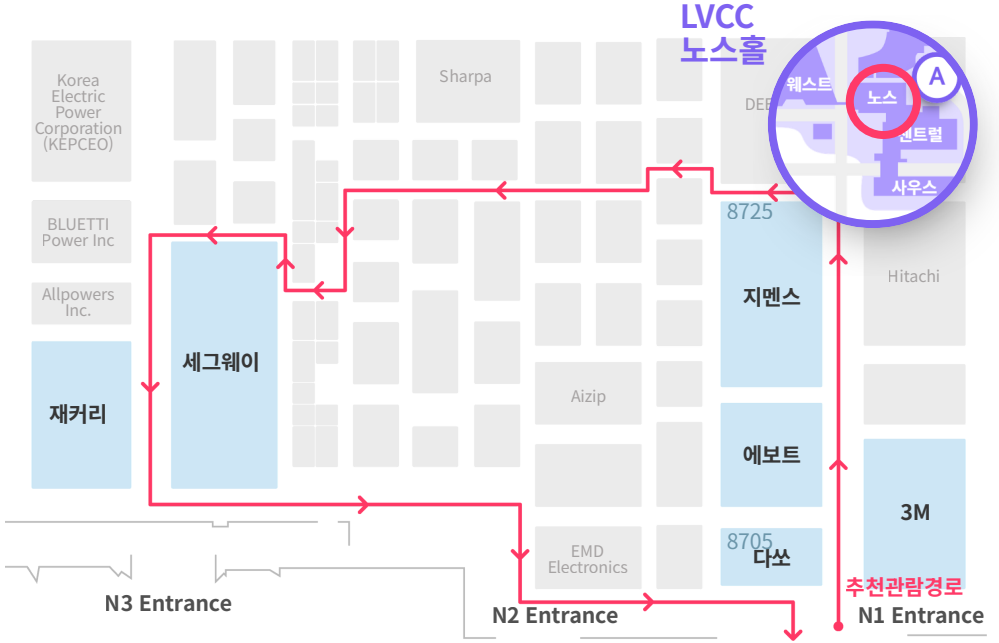 LVCC
노스홀
웨스트
노스
A
센트럴
사우스
Korea
Electric
Power
Corporation
(KEPCEO)
Sharpa
BLUETTI
Power Inc
8725
지멘스
Hitachi
Allpowers
Inc.
세그웨이
재커리
Aizip
에보트
3M
8705
다쏘
EMD
Electronics
추천관람경로
N3 Entrance
N2 Entrance
N1 Entrance